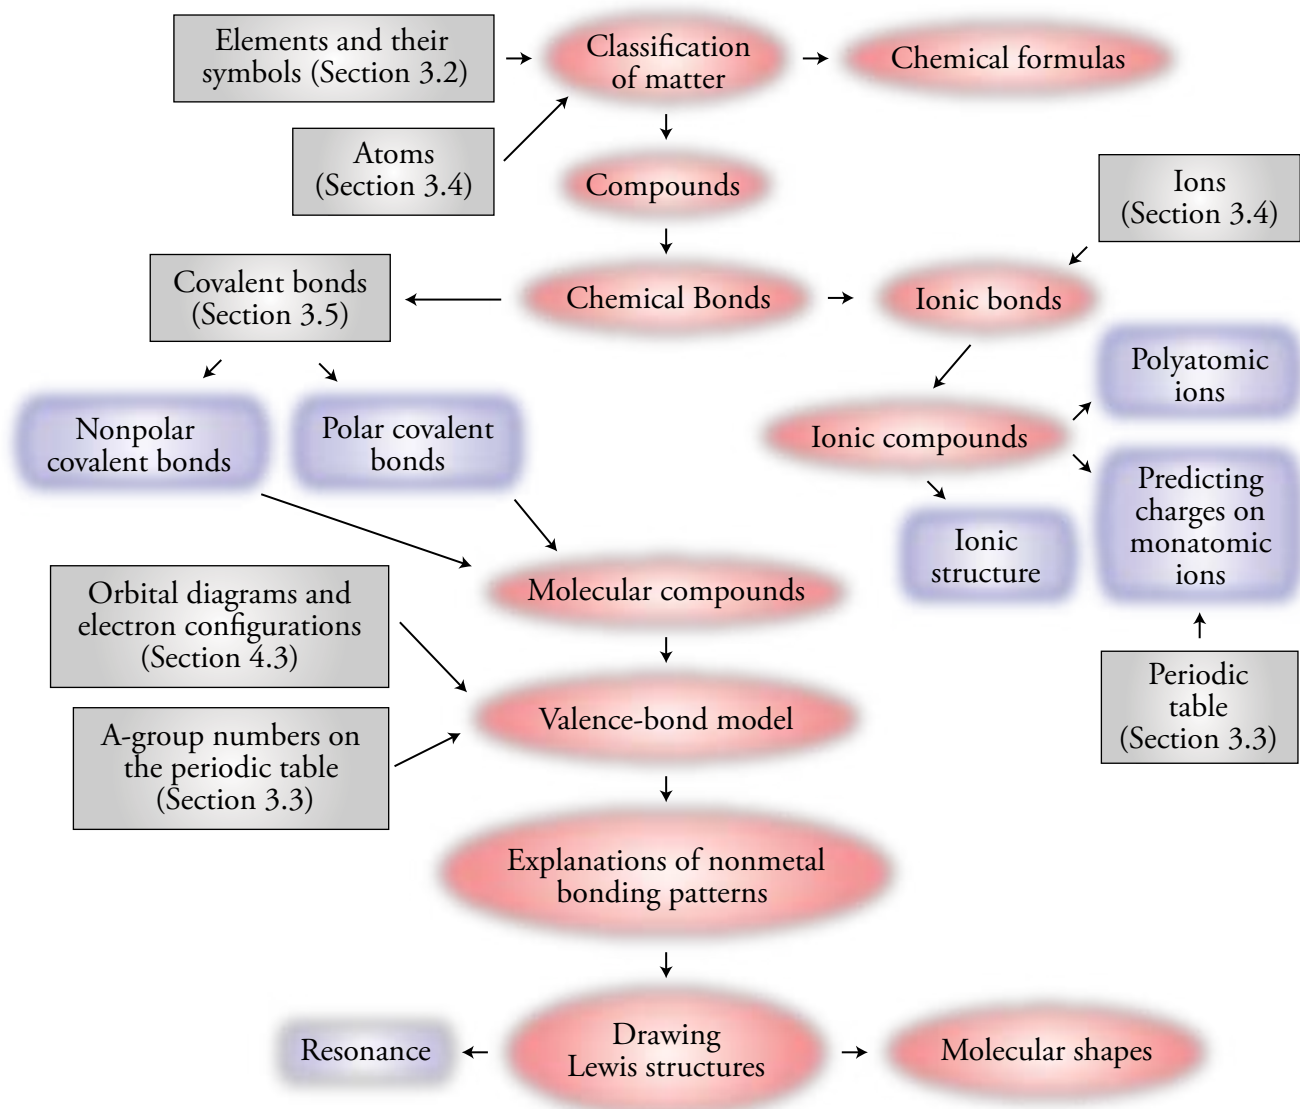 Elements and their
symbols (Section 3.2)
Classification
of matter
Chemical formulas
Atoms
(Section 3.4)
Compounds
Ions
(Section 3.4)
Covalent bonds
(Section 3.5)
Chemical Bonds
Ionic bonds
Polyatomic
ions
Nonpolar
covalent bonds
Polar covalent
bonds
Ionic compounds
Predicting
charges on
monatomic
ions
Ionic
structure
Molecular compounds
Orbital diagrams and
electron configurations
(Section 4.3)
Periodic
table
(Section 3.3)
Valence-bond model
A-group numbers on
the periodic table
(Section 3.3)
Explanations of nonmetal
bonding patterns
Resonance
Drawing
Lewis structures
Molecular shapes